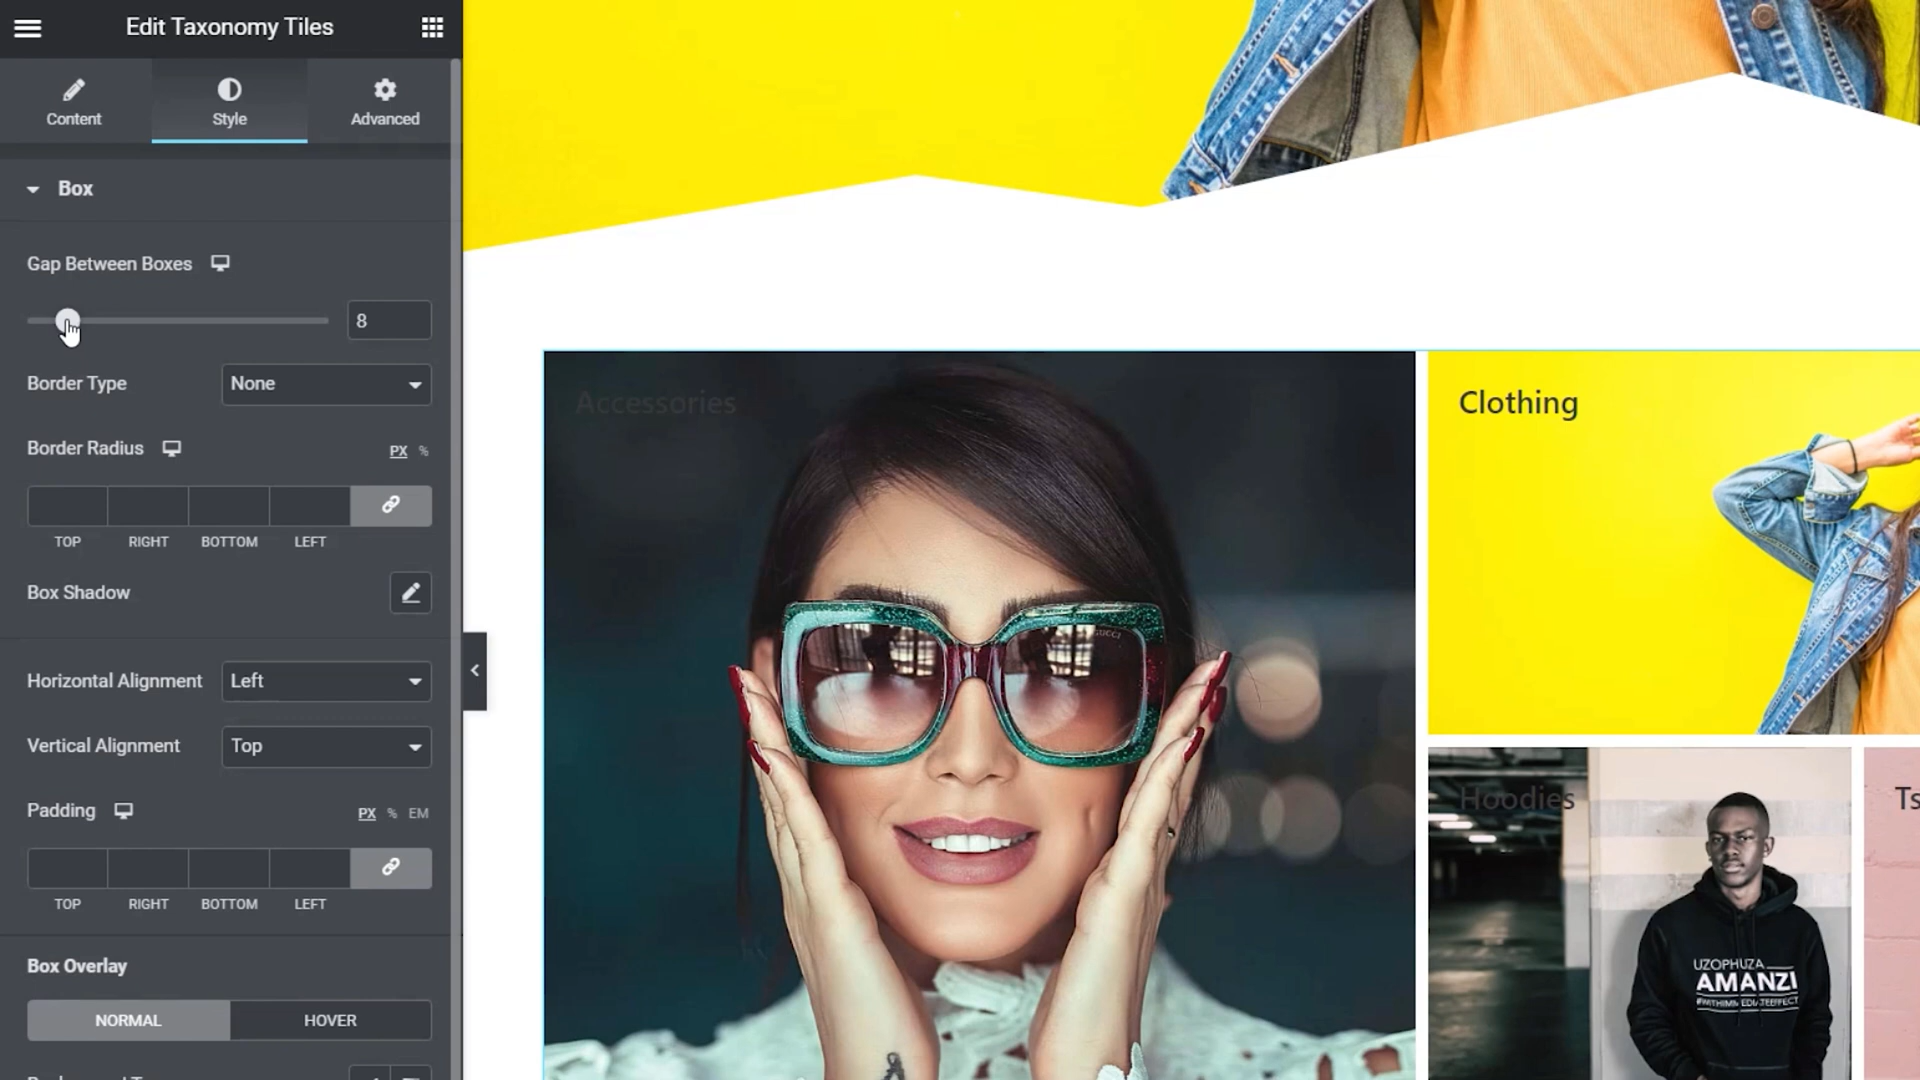 Edit Taxonomy Tiles
Content
Style
Advanced
Box
Gap Between Boxes
8
Border Type
None
Border Radius
PX %
TOP RIGHT BOTTOM LEFT
Box Shadow
Horizontal Alignment
Left
Vertical Alignment
Top
Padding
PX % EM
TOP RIGHT BOTTOM LEFT
Box Overlay
NORMAL
HOVER
Accessories
Clothing
Hoodies
Ts
UZOPHUZA
AMANZI
#WITHIMMEDIATEEFFECT